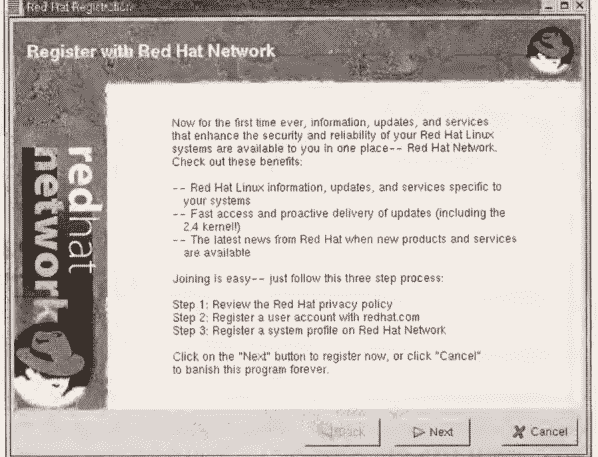 Red Hat Registration
Register with Red Hat Network
redhat
network
Now for the first time ever, information, updates, and services
that enhance the security and reliability of your Red Hat Linux
systems are available to you in one place-- Red Hat Network.
Check out these benefits:
-- Red Hat Linux information, updates, and services specific to
your systems
-- Fast access and proactive delivery of updates (including the
2.4 kernel!)
-- The latest news from Red Hat when new products and services
are available
Joining is easy-- just follow this three step process:
Step 1: Review the Red Hat privacy policy
Step 2: Register a user account with redhat.com
Step 3: Register a system profile on Red Hat Network
Click on the "Next" button to register now, or click "Cancel"
to banish this program forever.
Back
Next
Cancel